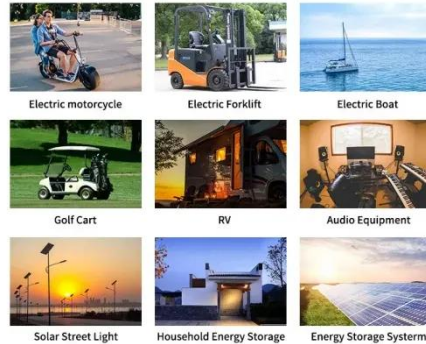 Electric motorcycle
Electric Forklift
Electric Boat
Golf Cart
RV
Audio Equipment
Solar Street Light
Household Energy Storage
Energy Storage Systerm